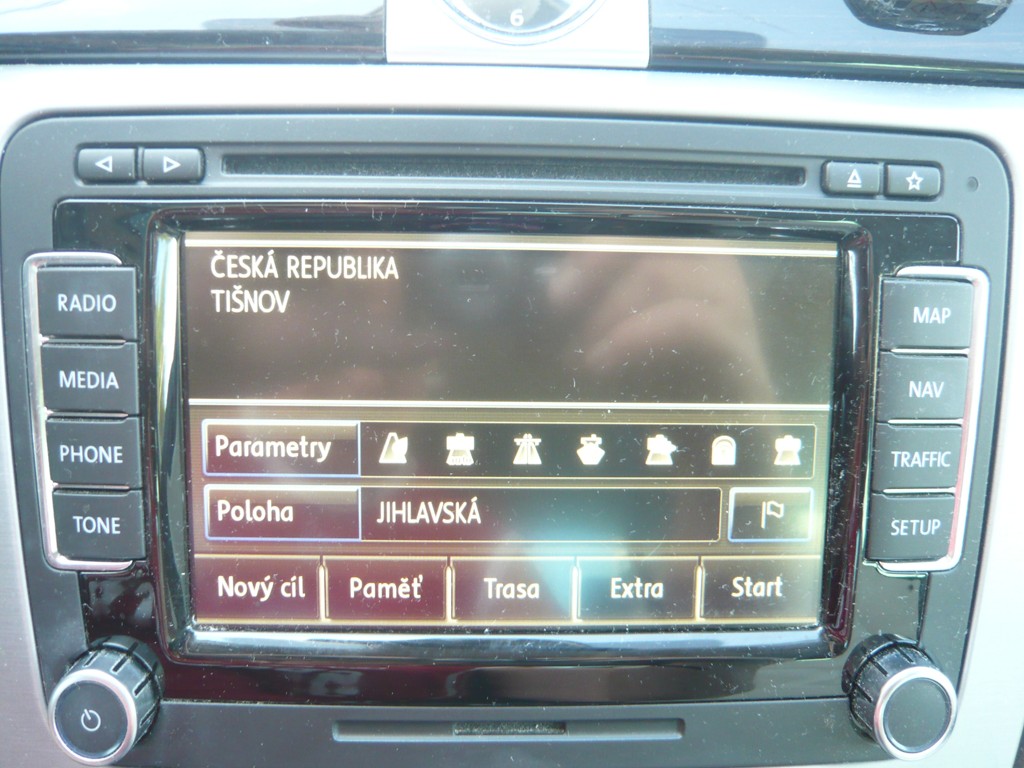 6
ČESKÁ REPUBLIKA
TIŠNOV
RADIO
MEDIA
PHONE
TONE
Parametry
Poloha JIHLAVSKÁ
Nový cíl Paměť Trasa Extra Start
MAP
NAV
TRAFFIC
SETUP